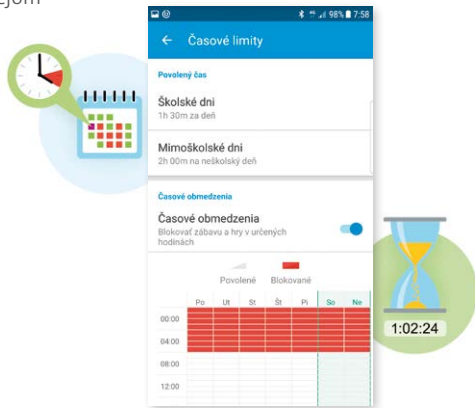 ejom
98% 7:58
Časové limity
Povolený čas
Školské dni
1h 30m za deň
Mimoškolské dni
2h 00m na neškolský deň
Časové obmedzenia
Časové obmedzenia
Blokovať zábavu a hry v určených
hodinách
Povolené Blokované
Po Ut St Št Pi So Ne
00:00
04:00
08:00
12:00
1:02:24